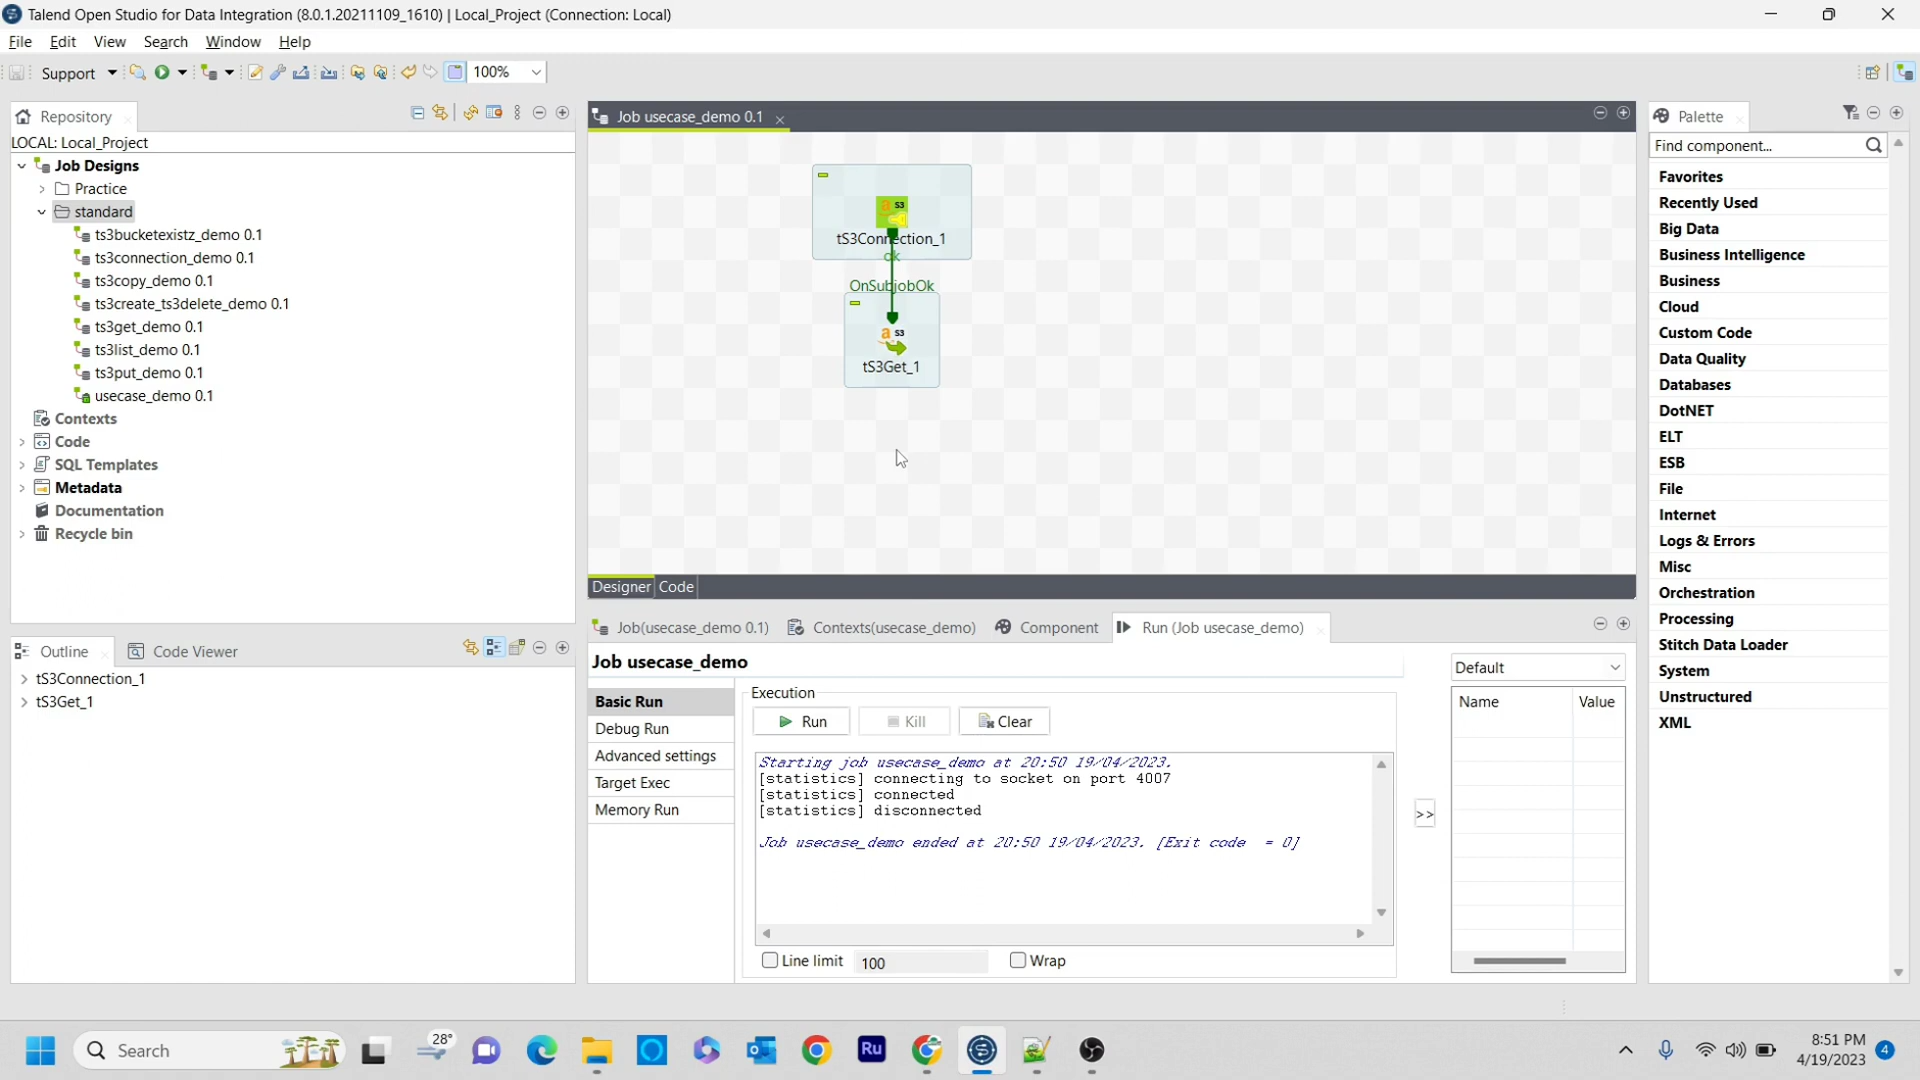 Talend Open Studio for Data Integration (8.0.1.20211109_1610) | Local_Project (Connection: Local)
File Edit View Search Window Help
Support 100%
Repository
LOCAL: Local_Project
Job Designs
Practice
standard
ts3bucketexistz_demo 0.1
ts3connection_demo 0.1
ts3copy_demo 0.1
ts3create_ts3delete_demo 0.1
ts3get_demo 0.1
ts3list_demo 0.1
ts3put_demo 0.1
usecase_demo 0.1
Contexts
Code
SQL Templates
Metadata
Documentation
Recycle bin
Outline Code Viewer
tS3Connection_1
tS3Get_1
Job usecase_demo 0.1
a S3
tS3Connection_1
ok
OnSubjobOk
a S3
tS3Get_1
Designer Code
Job(usecase_demo 0.1) Contexts(usecase_demo) Component Run (Job usecase_demo)
Job usecase_demo
Basic Run
Debug Run
Advanced settings
Target Exec
Memory Run
Execution
Run Kill Clear
Starting job usecase_demo at 20:50 19/04/2023.
[statistics] connecting to socket on port 4007
[statistics] connected
[statistics] disconnected
Job usecase_demo ended at 20:50 19/04/2023. [Exit code = 0]
Line limit 100 Wrap
>>
Default
Name Value
Palette
Find component...
Favorites
Recently Used
Big Data
Business Intelligence
Business
Cloud
Custom Code
Data Quality
Databases
DotNET
ELT
ESB
File
Internet
Logs & Errors
Misc
Orchestration
Processing
Stitch Data Loader
System
Unstructured
XML
Search
28°
Ru
8:51 PM
4/19/2023
4